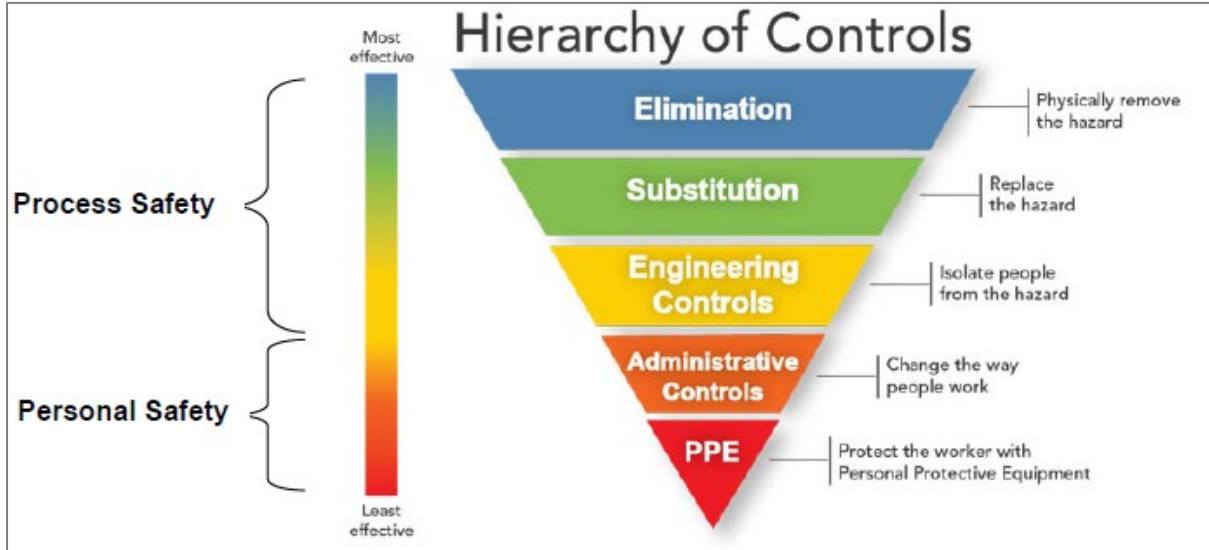 Hierarchy of Controls
Most
effective
Elimination
Physically remove
the hazard
Process Safety
Substitution
Replace
the hazard
Engineering
Controls
Isolate people
from the hazard
Personal Safety
Administrative
Controls
Change the way
people work
PPE
Protect the worker with
Personal Protective Equipment
Least
effective